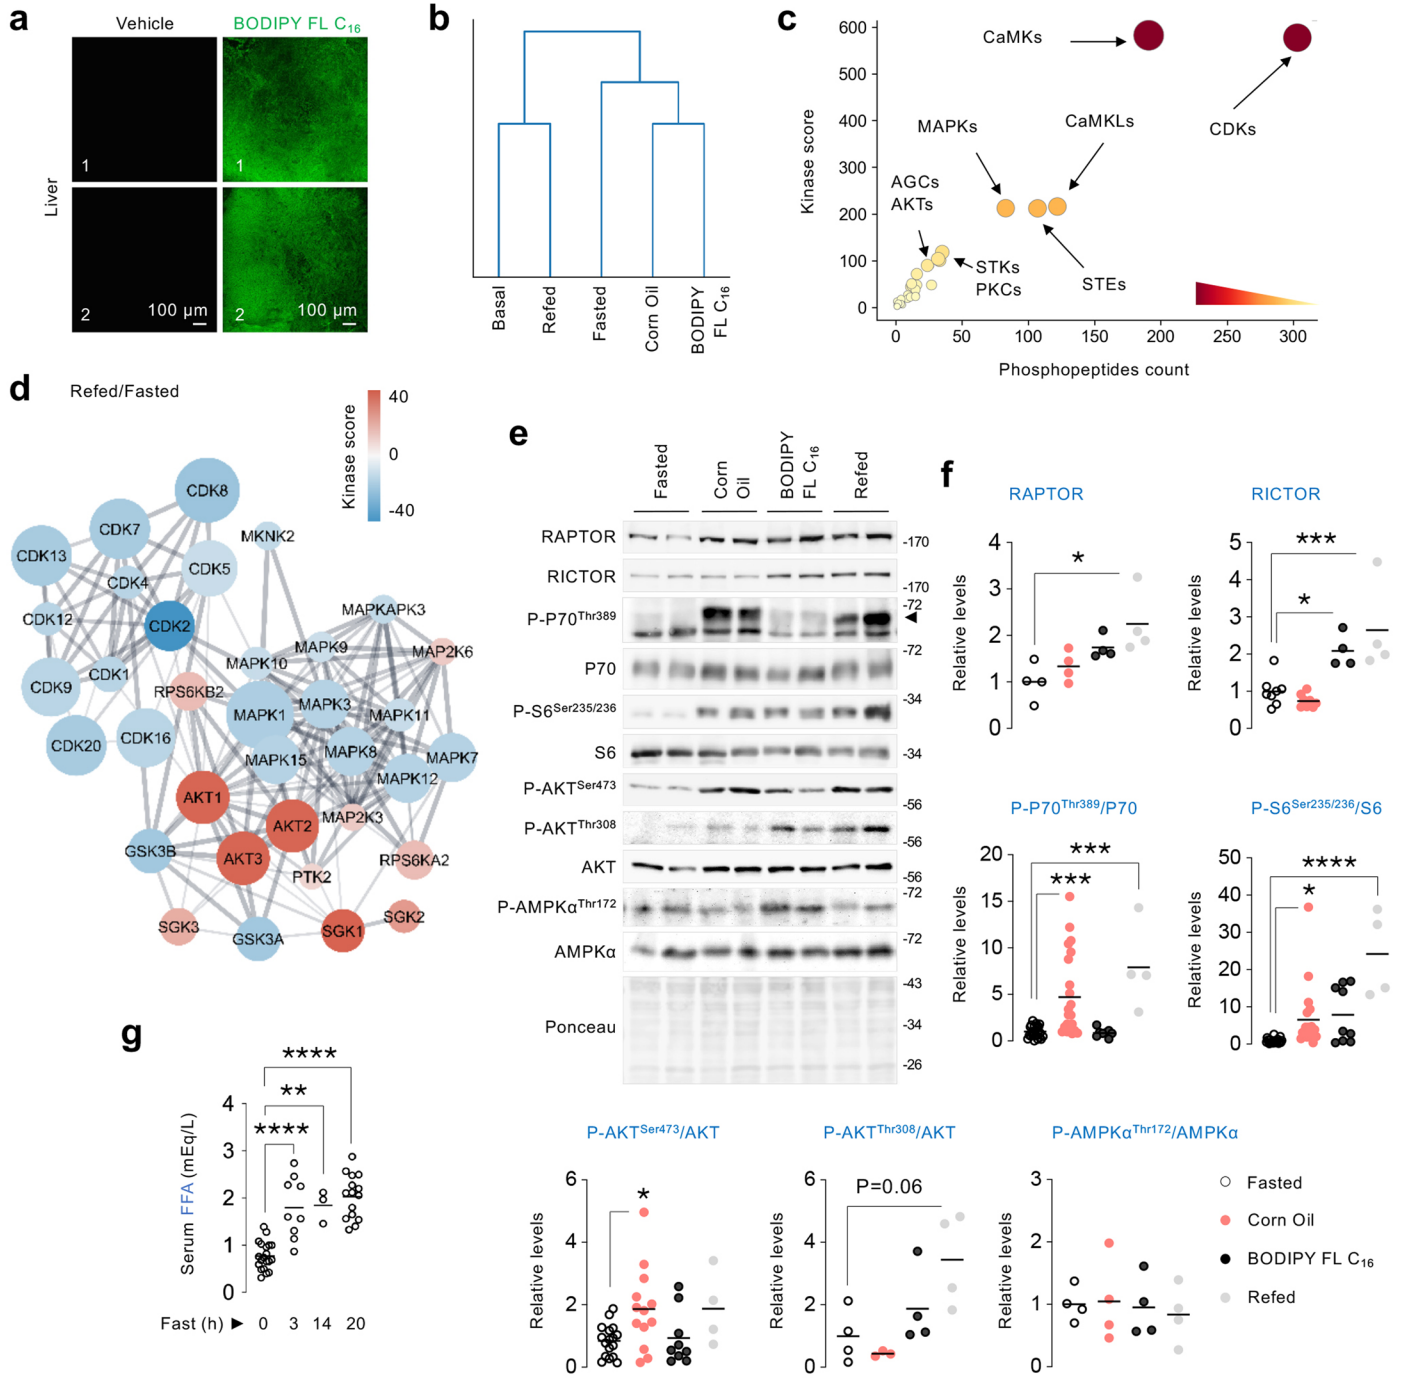 a
Vehicle
BODIPY FL C16
Liver
1
1
2
100 µm
2
100 µm
b
Basal
Refed
Fasted
Corn Oil
BODIPY
FL C16
c
Kinase score
600
500
400
300
200
100
0
CaMKs
CDKs
MAPKs
CaMKLs
AGCs
AKTs
STKs
PKCs
STEs
0
50
100
150
200
250
300
Phosphopeptides count
d
Refed/Fasted
Kinase score
40
0
-40
CDK8
CDK7
MKNK2
CDK13
CDK5
CDK4
MAPKAPK3
CDK12
CDK2
MAPK9
MAP2K6
MAPK10
CDK1
CDK9
RPS6KB2
MAPK3
MAPK1
MAPK11
CDK16
CDK20
MAPK8
MAPK7
MAPK15
MAPK12
AKT1
MAP2K3
AKT2
GSK3B
AKT3
RPS6KA2
PTK2
SGK3
SGK2
SGK1
GSK3A
e
Fasted
Corn
Oil
BODIPY
FL C16
Refed
RAPTOR
-170
RICTOR
-170
P-P70Thr389
-72
P70
-72
P-S6Ser235/236
-34
S6
-34
P-AKTSer473
-56
P-AKTThr308
-56
AKT
-56
P-AMPKαThr172
-72
AMPKα
-72
Ponceau
-43
-34
-26
f
RAPTOR
Relative levels
4
3
2
1
0
*
RICTOR
Relative levels
5
4
3
2
1
0
***
*
P-P70Thr389/P70
Relative levels
20
15
10
5
0
***
***
P-S6Ser235/236/S6
Relative levels
50
40
30
20
10
0
****
*
P-AKTSer473/AKT
Relative levels
6
4
2
0
*
P-AKTThr308/AKT
Relative levels
6
4
2
0
P=0.06
P-AMPKαThr172/AMPKα
Relative levels
3
2
1
0
Fasted
Corn Oil
BODIPY FL C16
Refed
g
Serum FFA (mEq/L)
4
3
2
1
0
****
**
****
Fast (h) ► 0 3 14 20